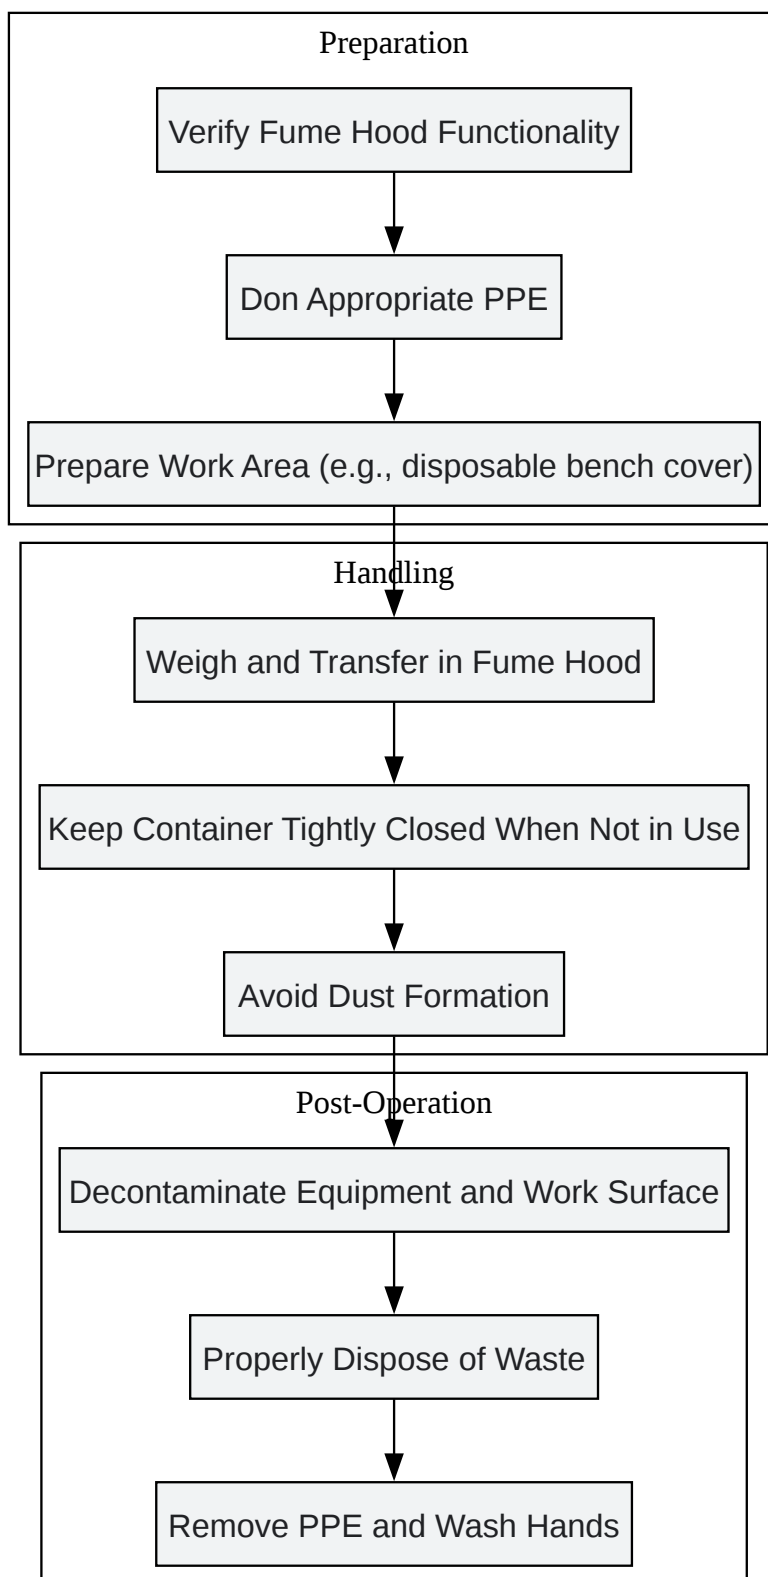 Preparation
Verify Fume Hood Functionality
Don Appropriate PPE
Prepare Work Area (e.g., disposable bench cover)
Handling
Weigh and Transfer in Fume Hood
Keep Container Tightly Closed When Not in Use
Avoid Dust Formation
Post-Operation
Decontaminate Equipment and Work Surface
Properly Dispose of Waste
Remove PPE and Wash Hands